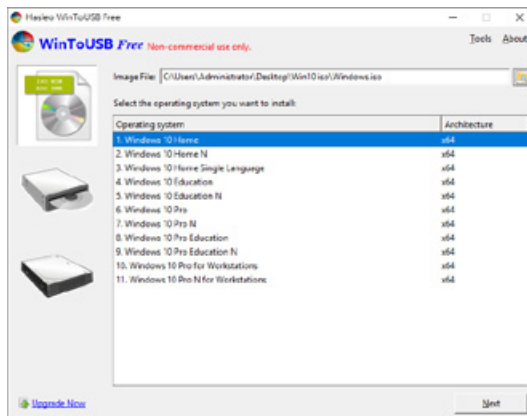 Hasleo WinToUSB Free
WinToUSB Free Non-commercial use only.
Tools About
Image File: C:\Users\Administrator\Desktop\Win10 iso\Windows.iso
Select the operating system you want to install:
Operating system Architecture
1. Windows 10 Home x64
2. Windows 10 Home N x64
3. Windows 10 Home Single Language x64
4. Windows 10 Education x64
5. Windows 10 Education N x64
6. Windows 10 Pro x64
7. Windows 10 Pro N x64
8. Windows 10 Pro Education x64
9. Windows 10 Pro Education N x64
10. Windows 10 Pro for Workstations x64
11. Windows 10 Pro N for Workstations x64
Upgrade Now Next